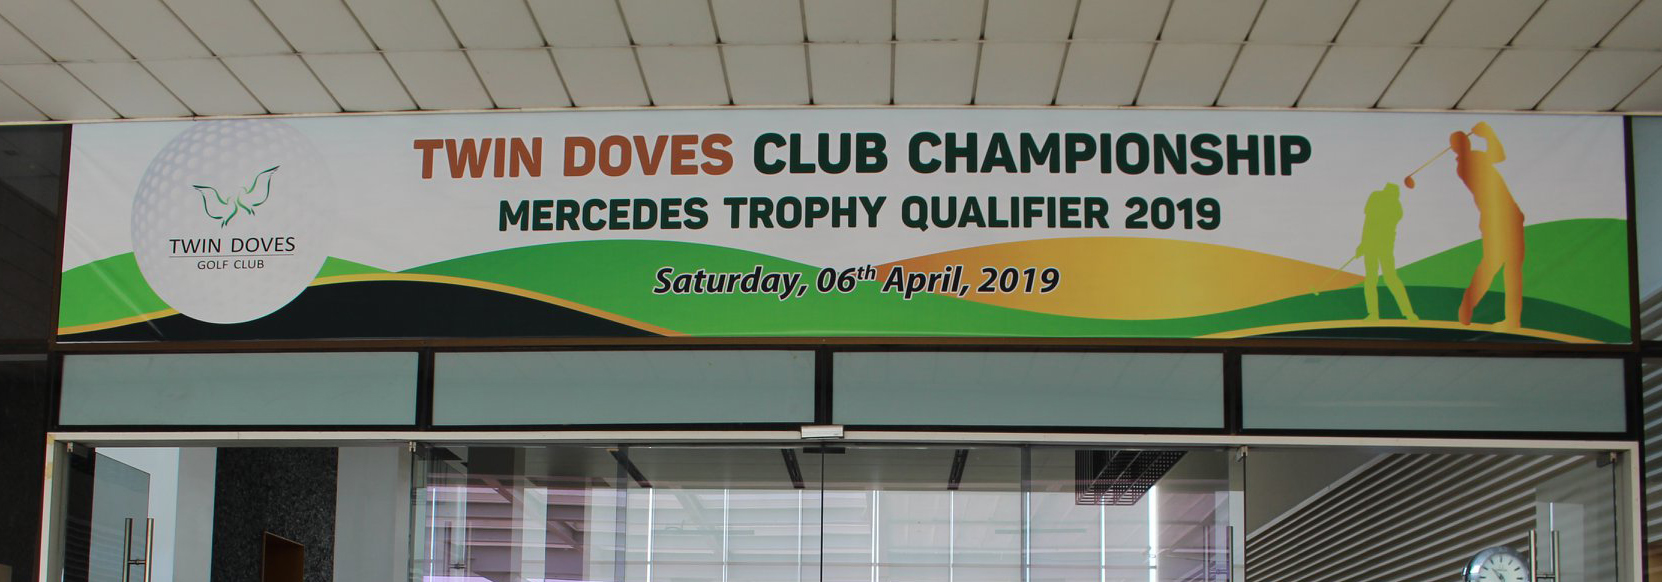 TWIN DOVES CLUB CHAMPIONSHIP
MERCEDES TROPHY QUALIFIER 2019
Saturday, 06th April, 2019
TWIN DOVES
GOLF CLUB